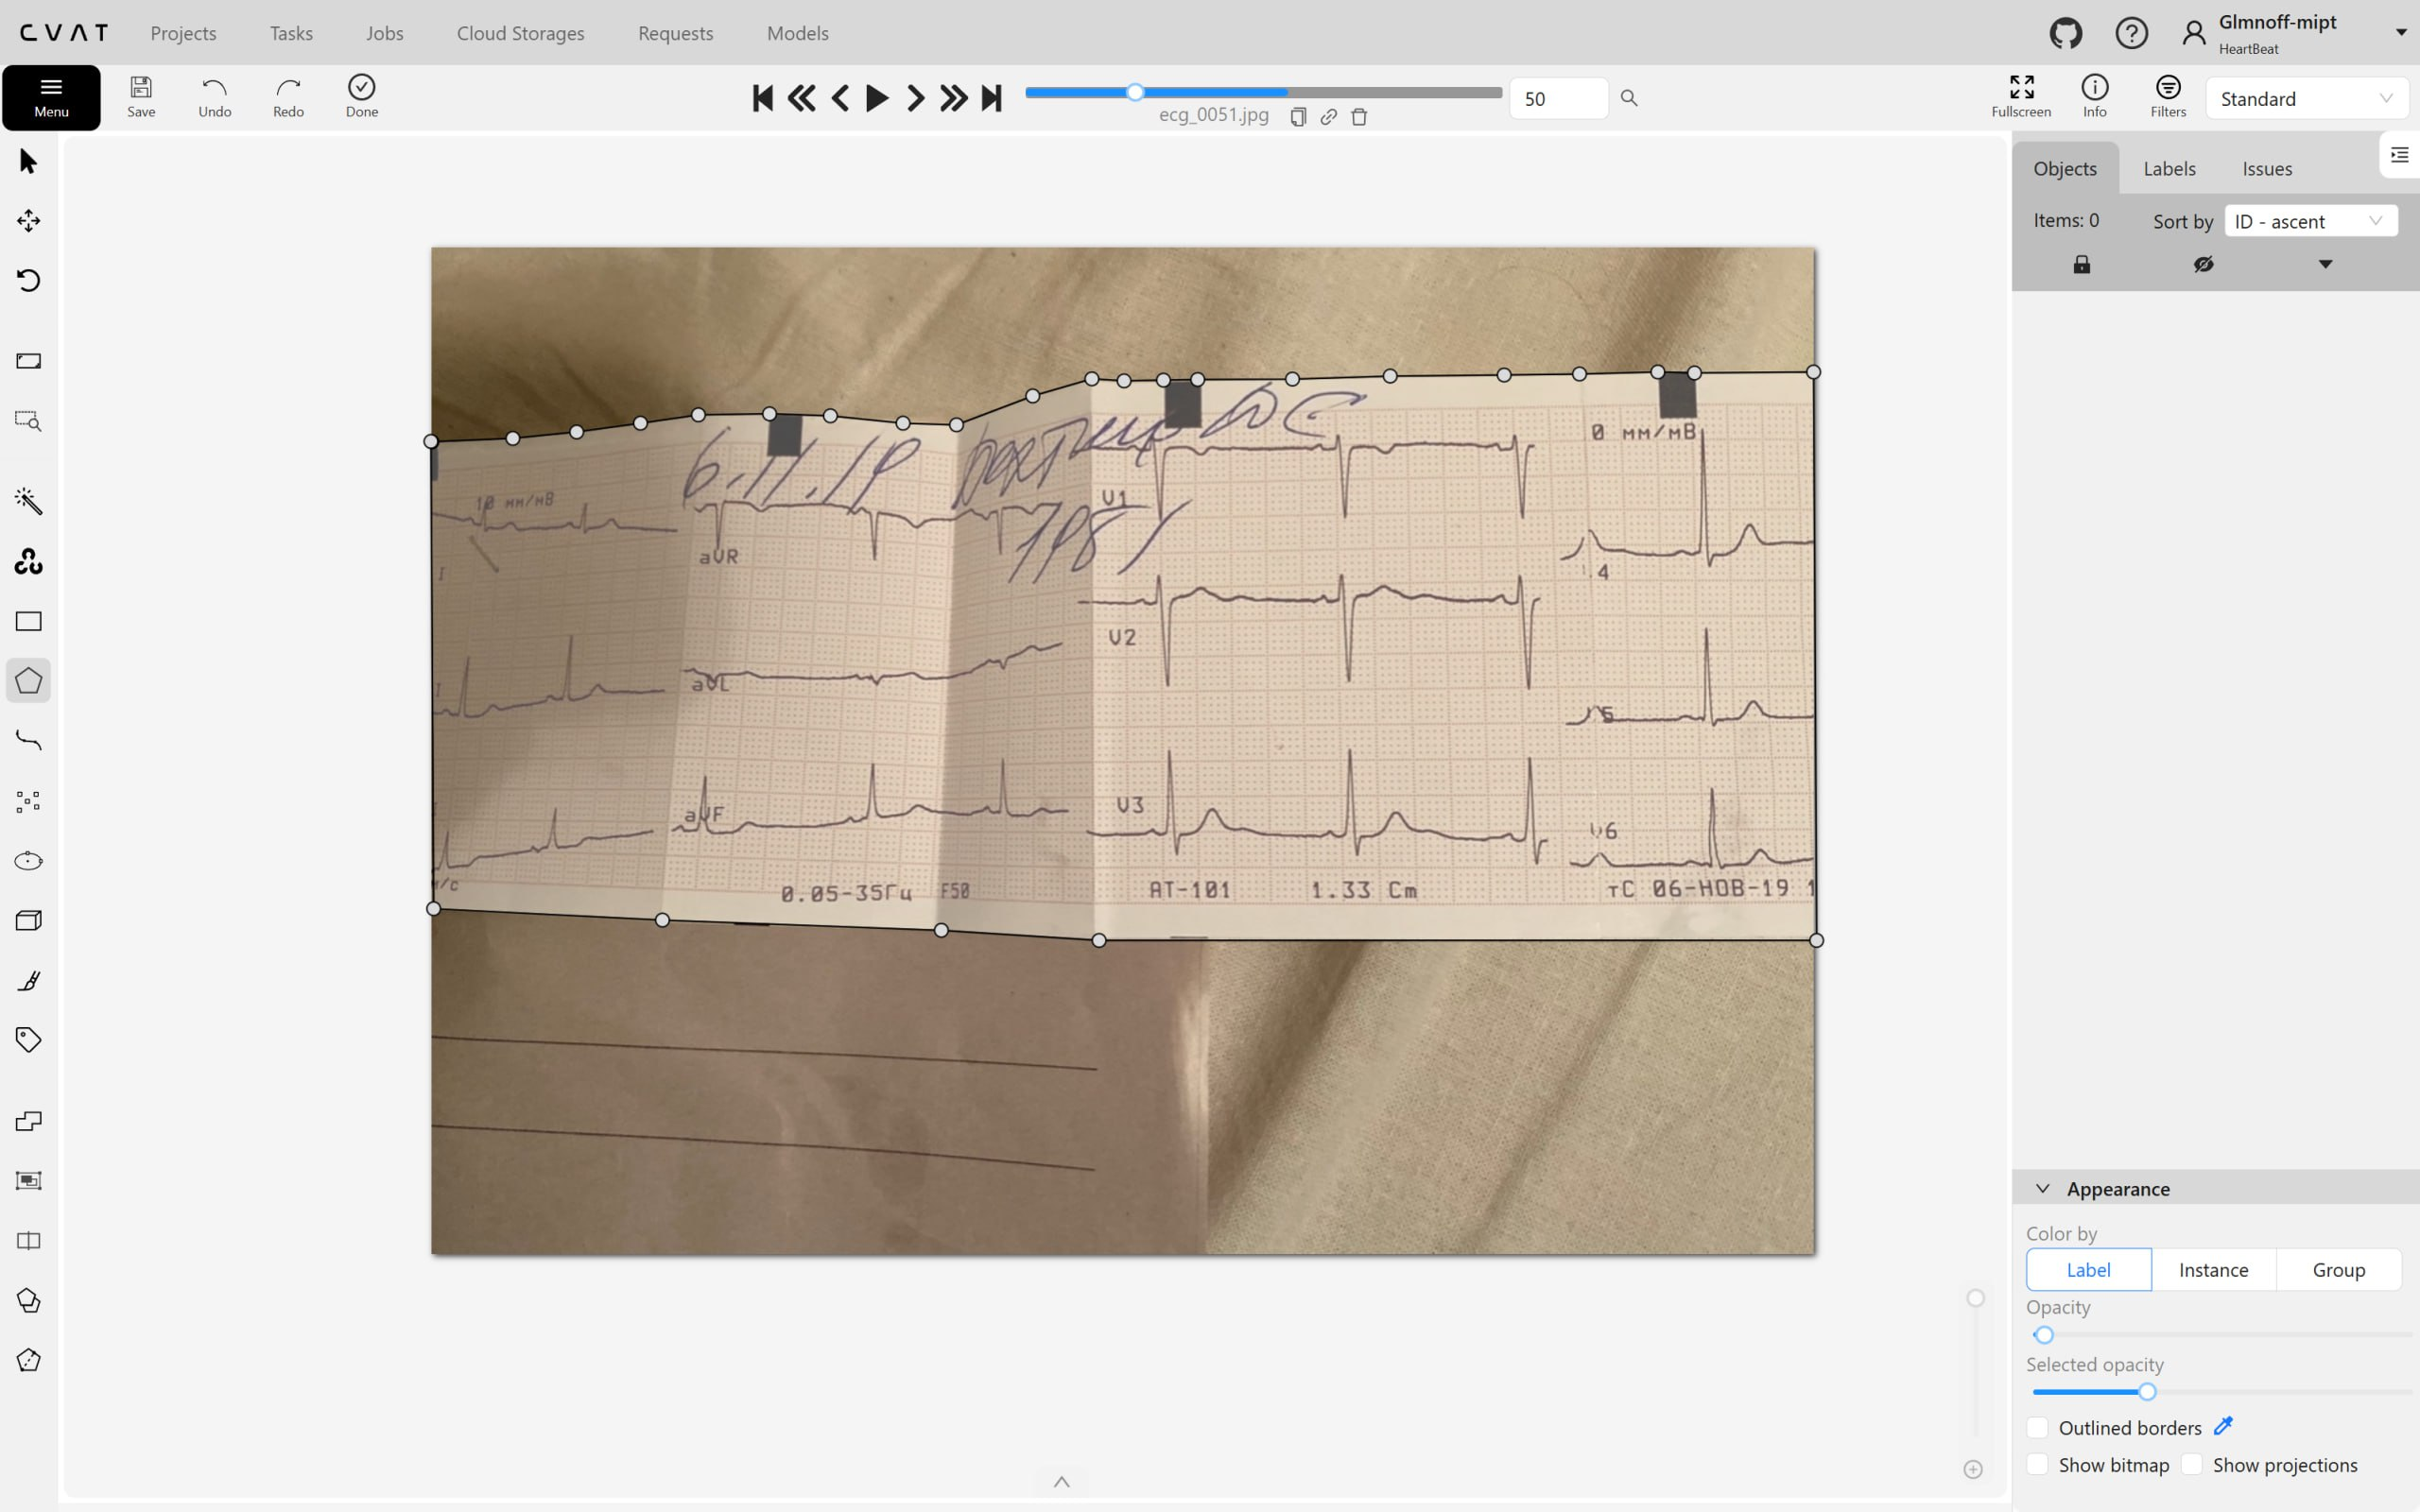 CVAT Projects Tasks Jobs Cloud Storages Requests Models
Glmnoff-mipt
HeartBeat
Menu Save Undo Redo Done
50
ecg_0051.jpg
Fullscreen Info Filters Standard
Objects Labels Issues
Items: 0 Sort by ID - ascent
6.11.19
0 мм/мВ
10 мм/мВ
V1
aVR
I
.4
V2
aVL
I
5
V3
aVF
V6
м/с
0.05-35Гц F50 AT-101 1.33 Cm тС 06-НОВ-19 1
Appearance
Color by
Label Instance Group
Opacity
Selected opacity
Outlined borders
Show bitmap Show projections